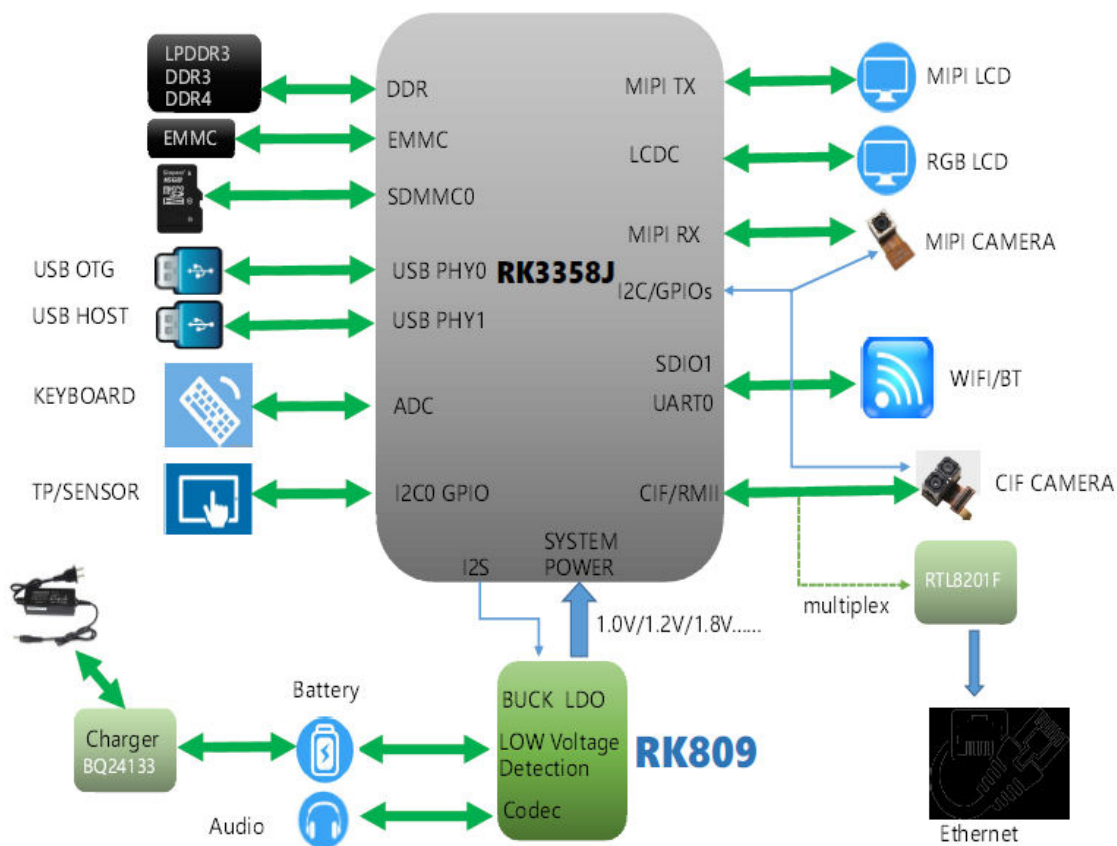 LPDDR3
DDR3
DDR4
EMMC
USB OTG
USB HOST
KEYBOARD
TP/SENSOR
DDR
EMMC
SDMMC0
USB PHY0
USB PHY1
ADC
I2C0 GPIO
I2S
SYSTEM
POWER
RK3358J
MIPI TX
LCDC
MIPI RX
I2C/GPIOs
SDIO1
UART0
CIF/RMII
MIPI LCD
RGB LCD
MIPI CAMERA
WIFI/BT
CIF CAMERA
RTL8201F
multiplex
Ethernet
1.0V/1.2V/1.8V......
Charger
BQ24133
Battery
Audio
BUCK LDO
LOW Voltage
Detection
Codec
RK809